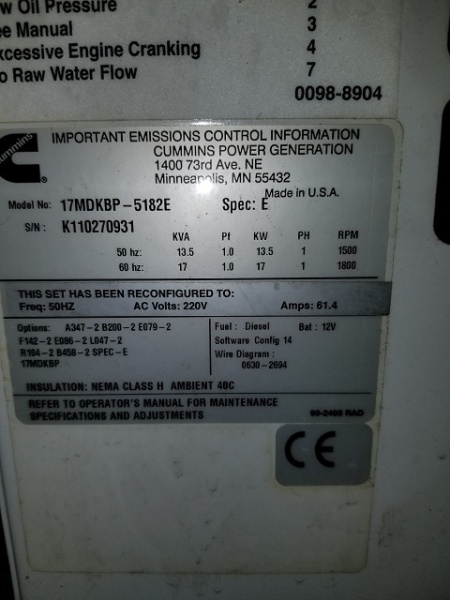 w Oil Pressure 2
ee Manual 3
xcessive Engine Cranking 4
o Raw Water Flow 7
0098-8904
Cummins
IMPORTANT EMISSIONS CONTROL INFORMATION
CUMMINS POWER GENERATION
1400 73rd Ave. NE
Minneapolis, MN 55432
Made in U.S.A.
Model No: 17MDKBP-5182E Spec: E
S/N: K110270931
KVA Pf KW PH RPM
50 hz: 13.5 1.0 13.5 1 1500
60 hz: 17 1.0 17 1 1800
THIS SET HAS BEEN RECONFIGURED TO:
Freq: 50HZ AC Volts: 220V Amps: 61.4
Options: A347-2 B200-2 E079-2
F142-2 E086-2 L047-2
R104-2 B458-2 SPEC-E
17MDKBP
Fuel: Diesel Bat: 12V
Software Config 14
Wire Diagram:
0630-2694
INSULATION: NEMA CLASS H AMBIENT 40C
REFER TO OPERATOR'S MANUAL FOR MAINTENANCE
SPECIFICATIONS AND ADJUSTMENTS
RAD
CE